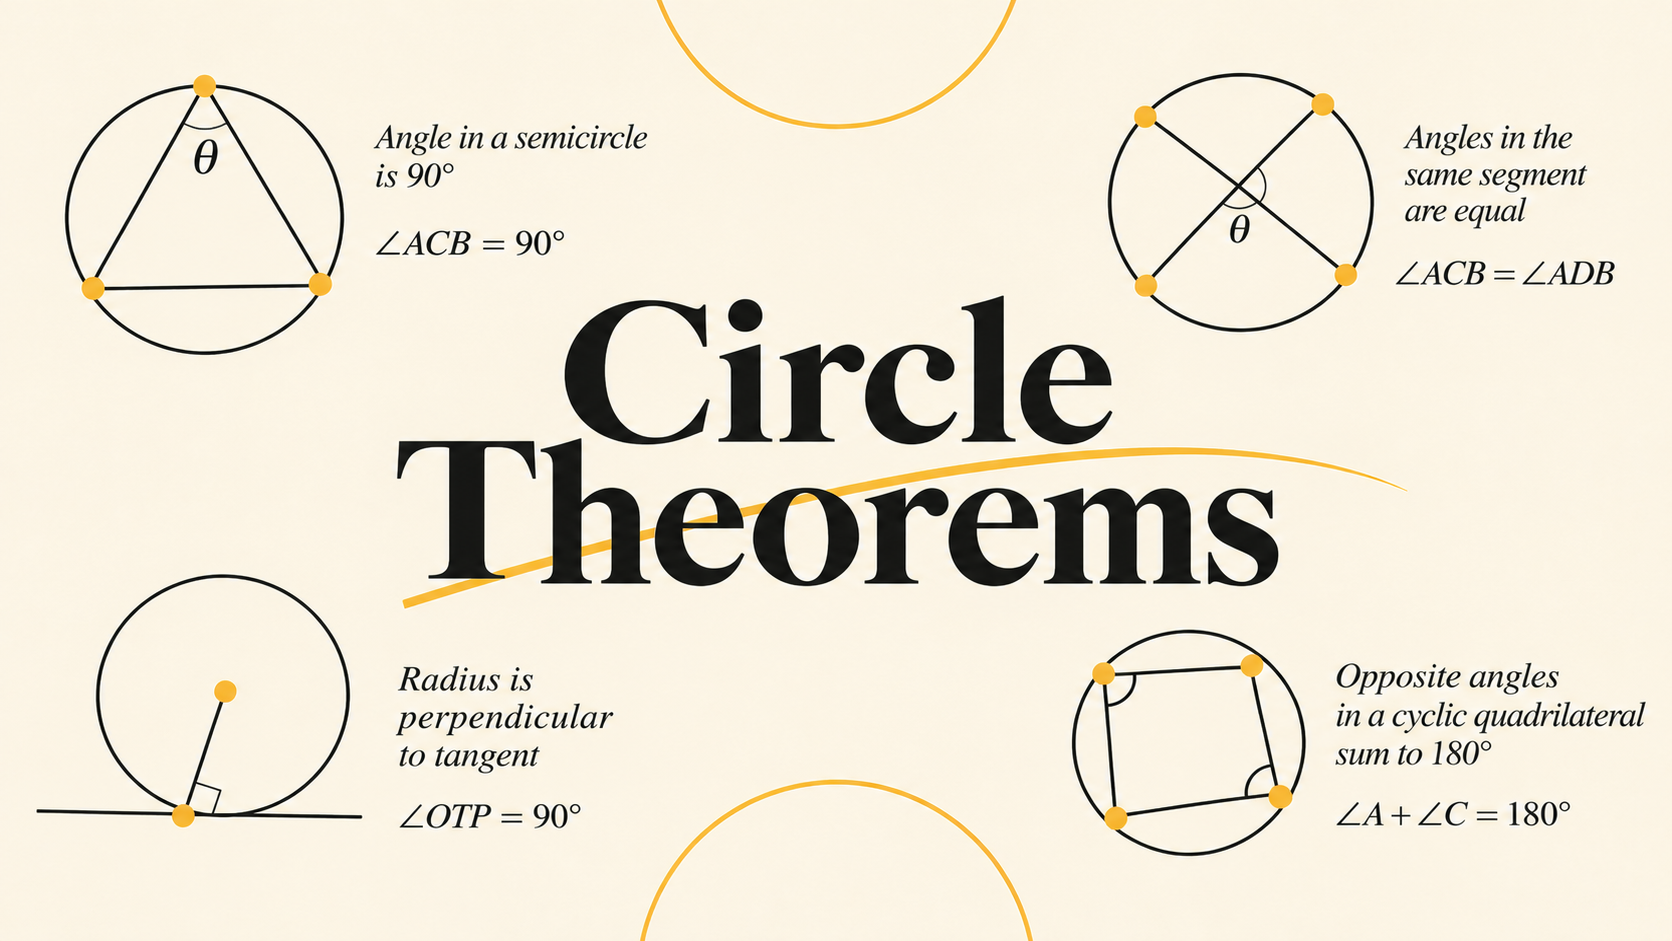 θ
Angle in a semicircle
is 90°
∠ACB = 90°
θ
Angles in the
same segment
are equal
∠ACB = ∠ADB
Circle
Theorems
Radius is
perpendicular
to tangent
∠OTP = 90°
Opposite angles
in a cyclic quadrilateral
sum to 180°
∠A + ∠C = 180°